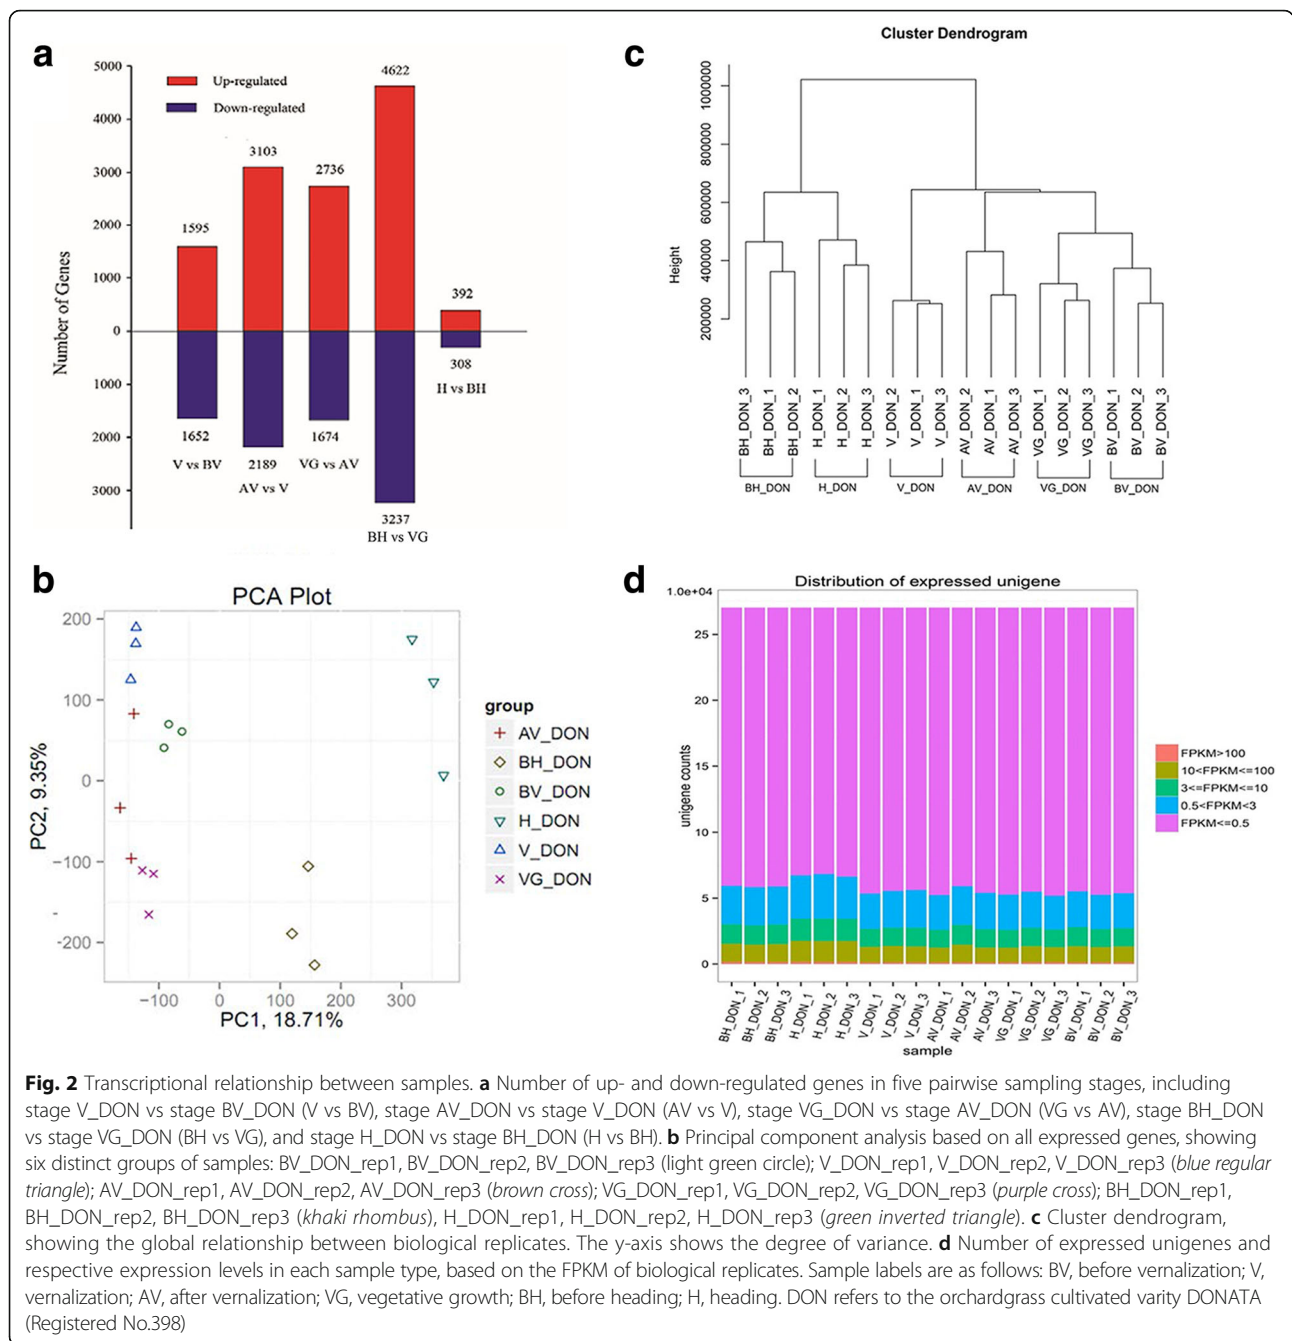 a
5000
4000
3000
2000
1000
0
1000
2000
3000
Number of Genes
Up-regulated
Down-regulated
1595
3103
2736
4622
392
1652
2189
1674
3237
308
V vs BV
AV vs V
VG vs AV
BH vs VG
H vs BH
c
Cluster Dendrogram
Height
1000000
800000
600000
400000
200000
BH_DON_3
BH_DON_1
BH_DON_2
H_DON_1
H_DON_2
H_DON_3
V_DON_2
V_DON_1
V_DON_3
AV_DON_2
AV_DON_1
AV_DON_3
VG_DON_1
VG_DON_2
VG_DON_3
BV_DON_1
BV_DON_2
BV_DON_3
BH_DON
H_DON
V_DON
AV_DON
VG_DON
BV_DON
b
PCA Plot
200
100
0
−100
-200
PC2, 9.35%
−100
0
100
200
300
PC1, 18.71%
group
AV_DON
BH_DON
BV_DON
H_DON
V_DON
VG_DON
d
Distribution of expressed unigene
1.0e+04
25
20
15
10
5
0
unigene counts
BH_DON_1
BH_DON_2
BH_DON_3
H_DON_1
H_DON_2
H_DON_3
V_DON_1
V_DON_2
V_DON_3
AV_DON_1
AV_DON_2
AV_DON_3
VG_DON_1
VG_DON_2
VG_DON_3
BV_DON_1
BV_DON_2
BV_DON_3
sample
FPKM>100
10<FPKM<=100
3<=FPKM<=10
0.5<FPKM<3
FPKM<=0.5
Fig. 2 Transcriptional relationship between samples. a Number of up- and down-regulated genes in five pairwise sampling stages, including
stage V_DON vs stage BV_DON (V vs BV), stage AV_DON vs stage V_DON (AV vs V), stage VG_DON vs stage AV_DON (VG vs AV), stage BH_DON
vs stage VG_DON (BH vs VG), and stage H_DON vs stage BH_DON (H vs BH). b Principal component analysis based on all expressed genes, showing
six distinct groups of samples: BV_DON_rep1, BV_DON_rep2, BV_DON_rep3 (light green circle); V_DON_rep1, V_DON_rep2, V_DON_rep3 (blue regular
triangle); AV_DON_rep1, AV_DON_rep2, AV_DON_rep3 (brown cross); VG_DON_rep1, VG_DON_rep2, VG_DON_rep3 (purple cross); BH_DON_rep1,
BH_DON_rep2, BH_DON_rep3 (khaki rhombus), H_DON_rep1, H_DON_rep2, H_DON_rep3 (green inverted triangle). c Cluster dendrogram,
showing the global relationship between biological replicates. The y-axis shows the degree of variance. d Number of expressed unigenes and
respective expression levels in each sample type, based on the FPKM of biological replicates. Sample labels are as follows: BV, before vernalization; V,
vernalization; AV, after vernalization; VG, vegetative growth; BH, before heading; H, heading. DON refers to the orchardgrass cultivated varity DONATA
(Registered No.398)